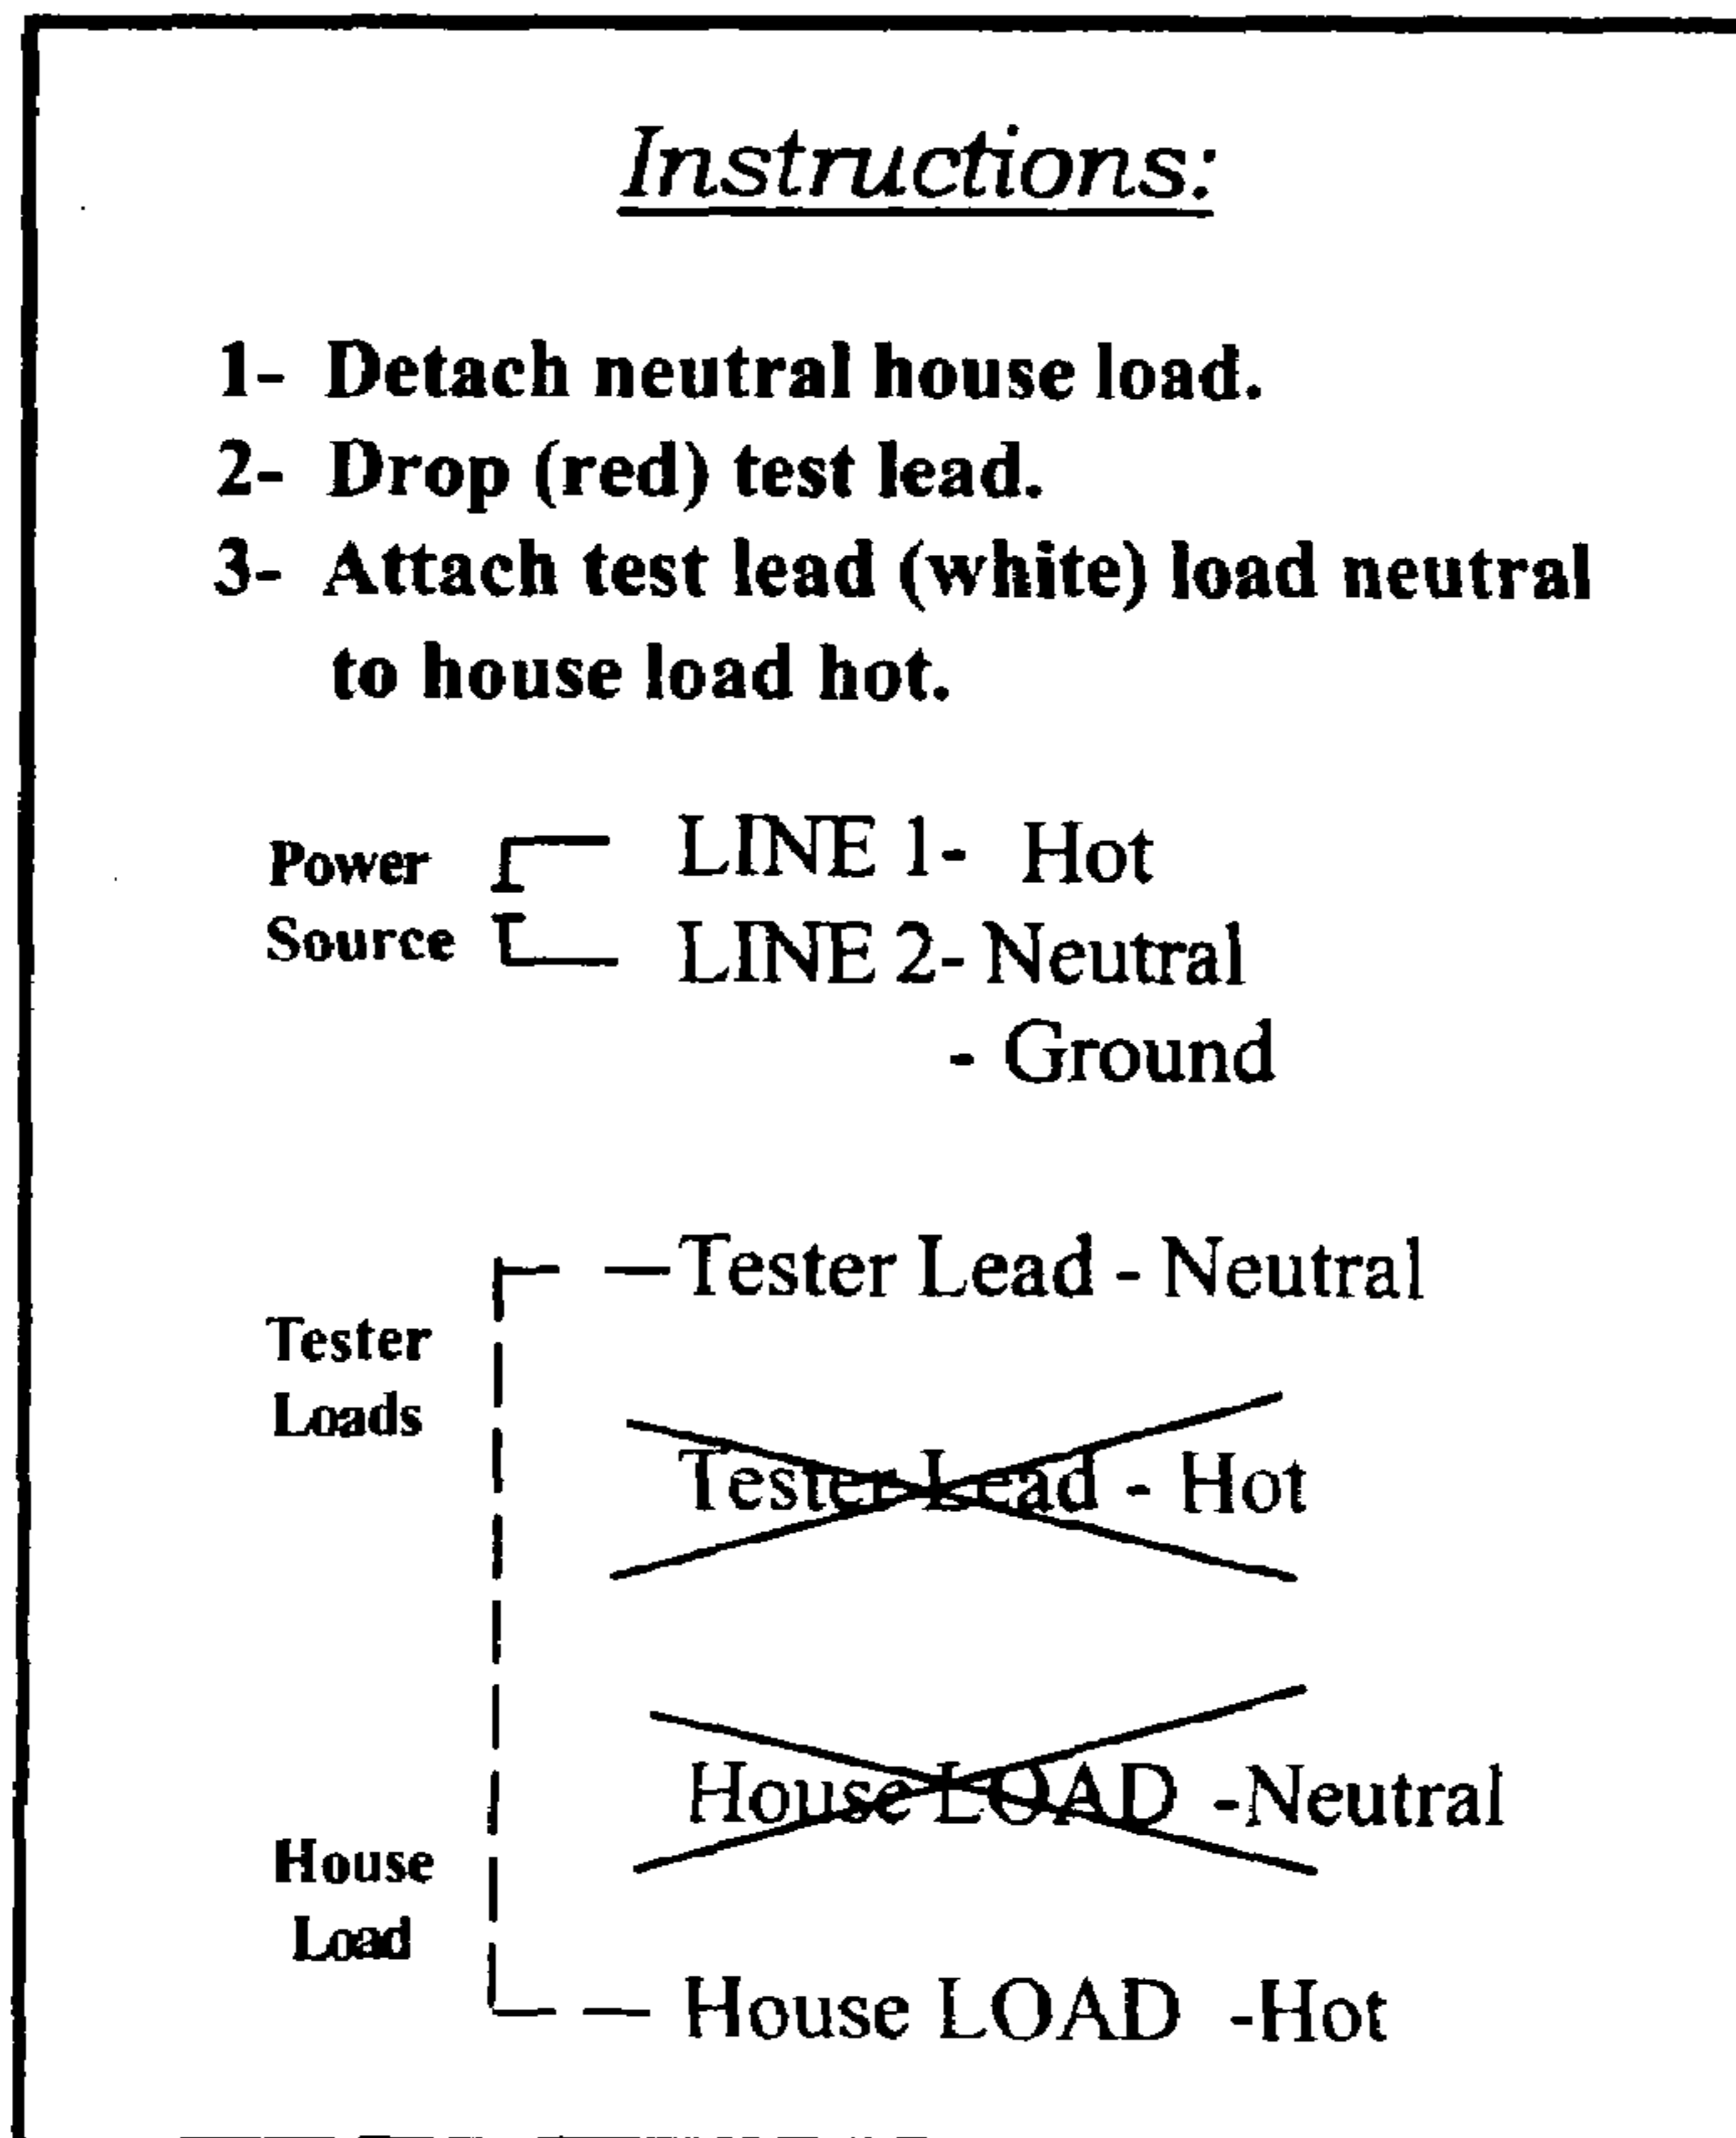 Instructions:
1- Detach neutral house load.
2- Drop (red) test lead.
3- Attach test lead (white) load neutral
to house load hot.
Power
Source
LINE 1- Hot
LINE 2- Neutral
- Ground
Tester
Loads
Tester Lead - Neutral
Tester Lead - Hot
House LOAD -Neutral
House
Load
House LOAD -Hot